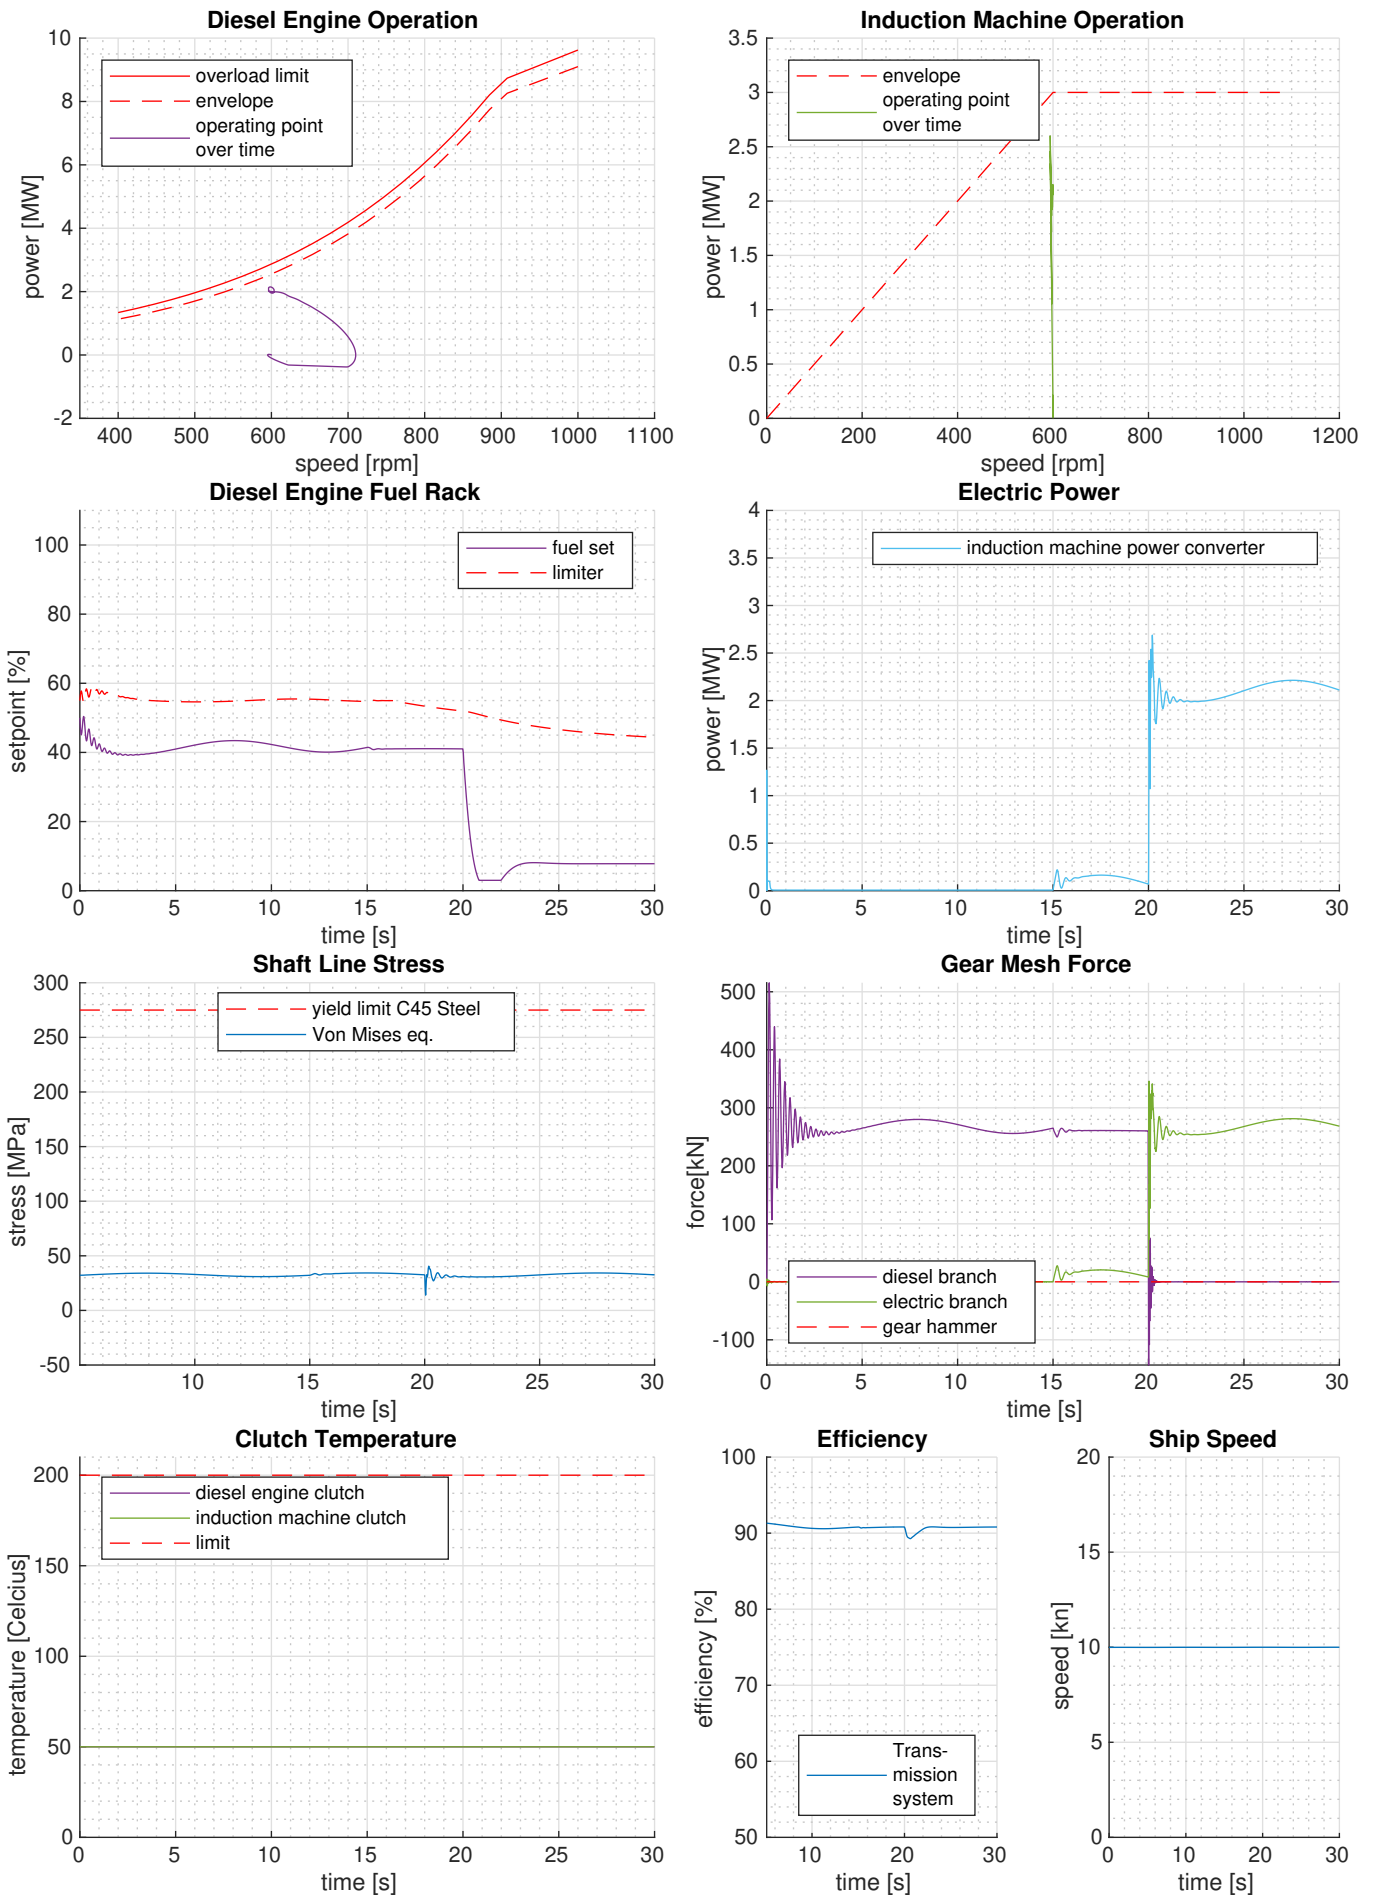 Diesel Engine Operation
10
8
6
4
2
0
-2
power [MW]
overload limit
envelope
operating point
over time
400 500 600 700 800 900 1000 1100
speed [rpm]
Induction Machine Operation
3.5
3
2.5
2
1.5
1
0.5
0
power [MW]
envelope
operating point
over time
0 200 400 600 800 1000 1200
speed [rpm]
Diesel Engine Fuel Rack
100
80
60
40
20
0
setpoint [%]
fuel set
limiter
0 5 10 15 20 25 30
time [s]
Electric Power
4
3.5
3
2.5
2
1.5
1
0.5
0
power [MW]
induction machine power converter
0 5 10 15 20 25 30
time [s]
Shaft Line Stress
300
250
200
150
100
50
0
-50
stress [MPa]
yield limit C45 Steel
Von Mises eq.
10 15 20 25 30
time [s]
Gear Mesh Force
500
400
300
200
100
0
-100
force[kN]
diesel branch
electric branch
gear hammer
0 5 10 15 20 25 30
time [s]
Clutch Temperature
200
150
100
50
0
temperature [Celcius]
diesel engine clutch
induction machine clutch
limit
0 5 10 15 20 25 30
time [s]
Efficiency
100
90
80
70
60
50
efficiency [%]
Trans-
mission
system
10 20 30
time [s]
Ship Speed
20
15
10
5
0
speed [kn]
0 10 20 30
time [s]